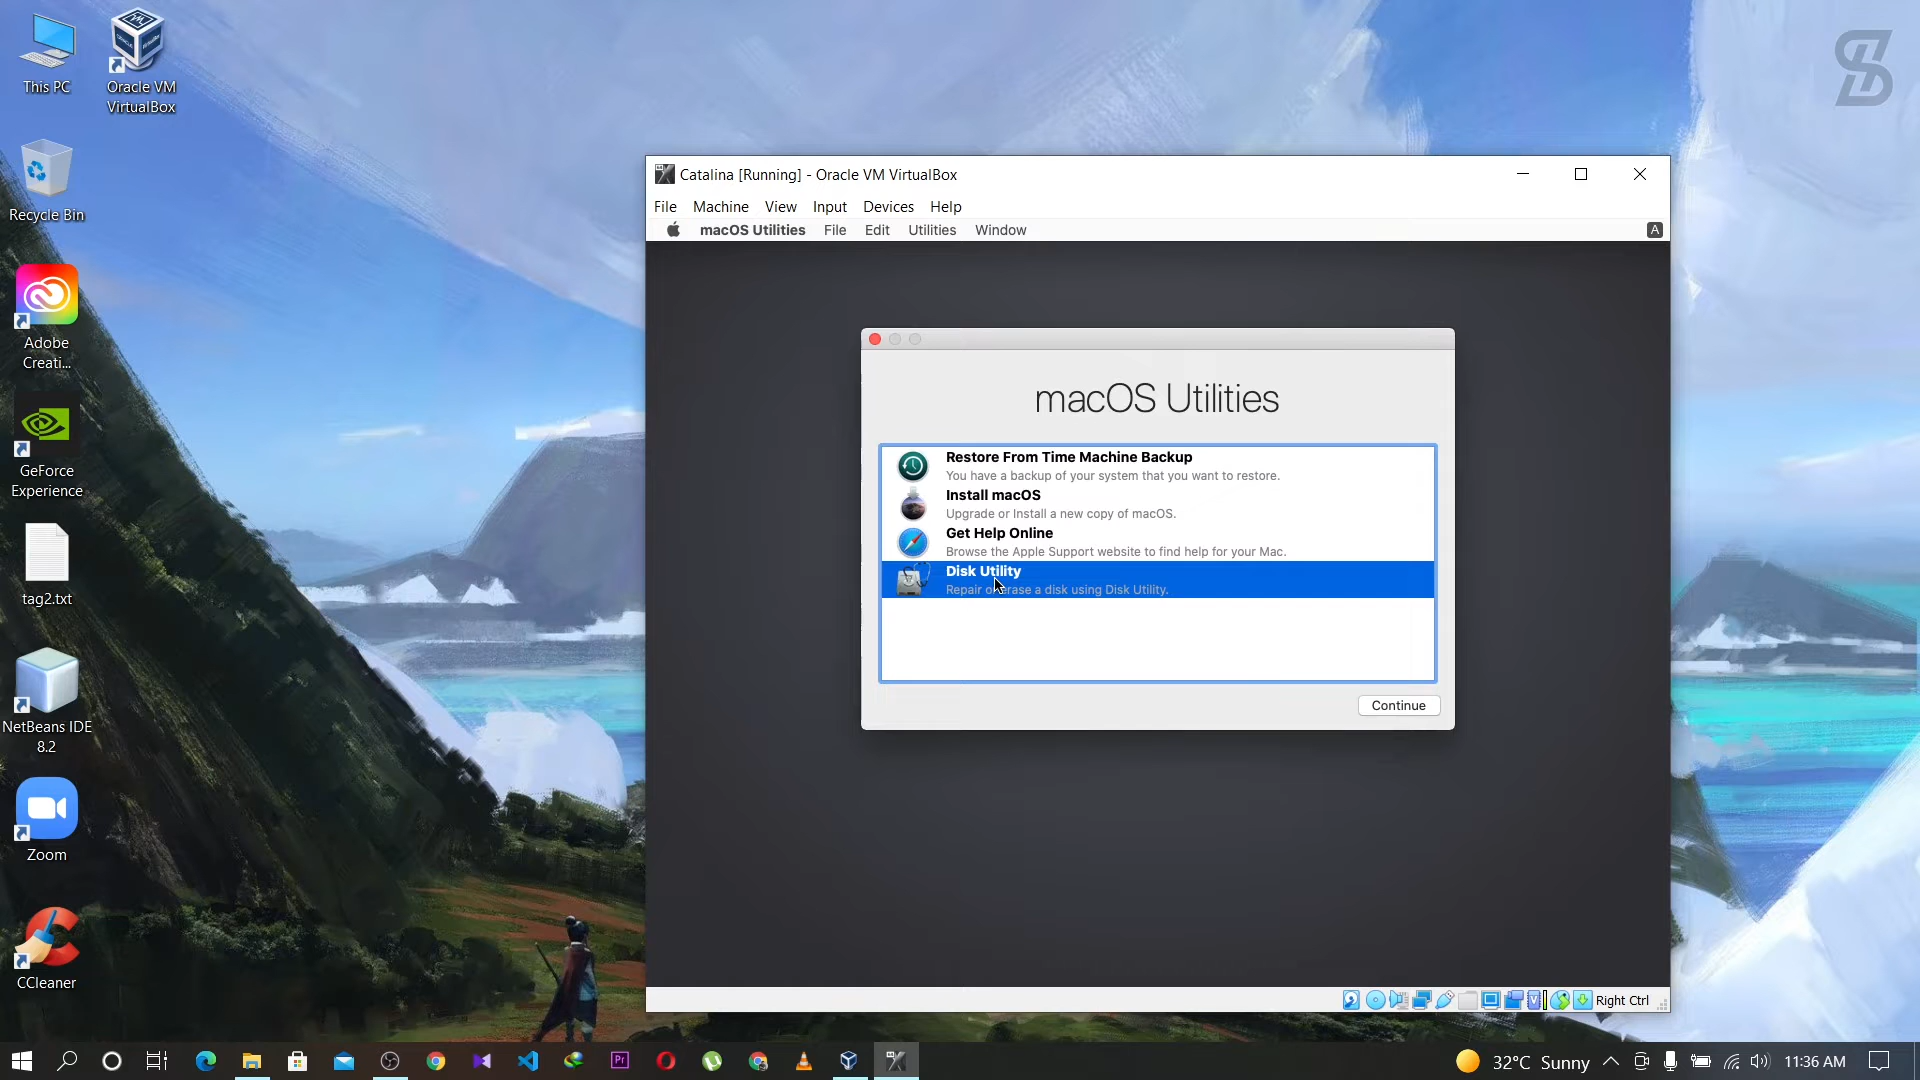 This PC
Oracle VM
VirtualBox
Recycle Bin
Adobe
Creati...
GeForce
Experience
tag2.txt
NetBeans IDE
8.2
Zoom
CCleaner
Catalina [Running] - Oracle VM VirtualBox
File Machine View Input Devices Help
macOS Utilities File Edit Utilities Window
A
macOS Utilities
Restore From Time Machine Backup
You have a backup of your system that you want to restore.
Install macOS
Upgrade or Install a new copy of macOS.
Get Help Online
Browse the Apple Support website to find help for your Mac.
Disk Utility
Repair or erase a disk using Disk Utility.
Continue
Right Ctrl
Pr
32°C Sunny
11:36 AM